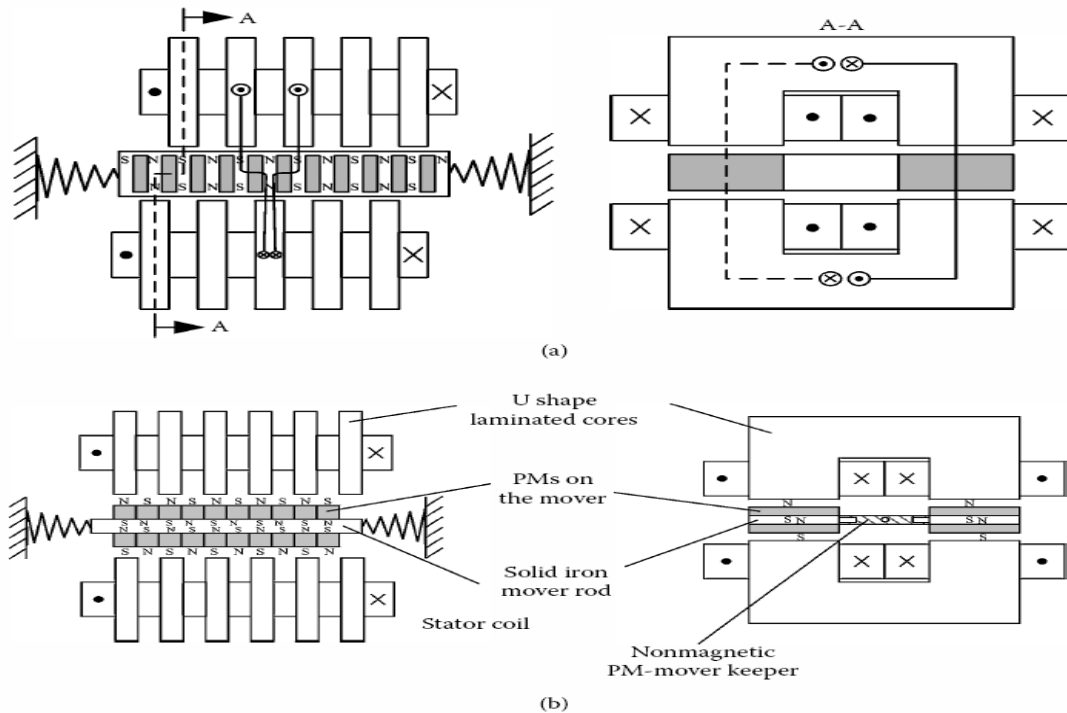 A
A
A-A
S N S N S N S N S N S N
N S N S N S N S N S
A
(a)
U shape
laminated cores
PMs on
the mover
N S N S N S N S N S
S N S N S N S N S N
N S N S N S N S N S
S N S N S N S N S N
N
S
S N
S N
S
S
Solid iron
mover rod
Stator coil
Nonmagnetic
PM-mover keeper
(b)